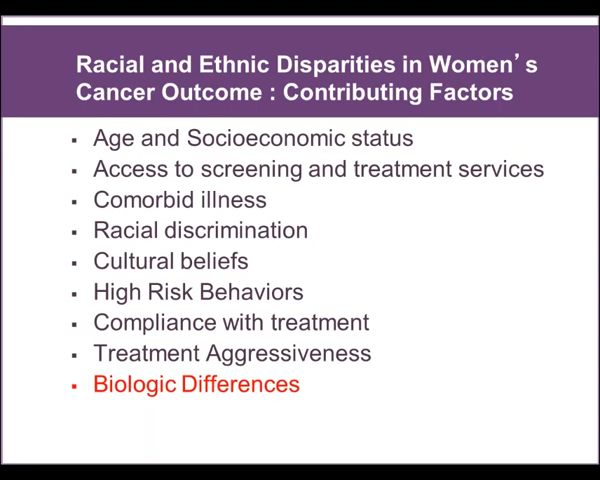 Racial and Ethnic Disparities in Women's
Cancer Outcome : Contributing Factors
▪ Age and Socioeconomic status
▪ Access to screening and treatment services
▪ Comorbid illness
▪ Racial discrimination
▪ Cultural beliefs
▪ High Risk Behaviors
▪ Compliance with treatment
▪ Treatment Aggressiveness
▪ Biologic Differences